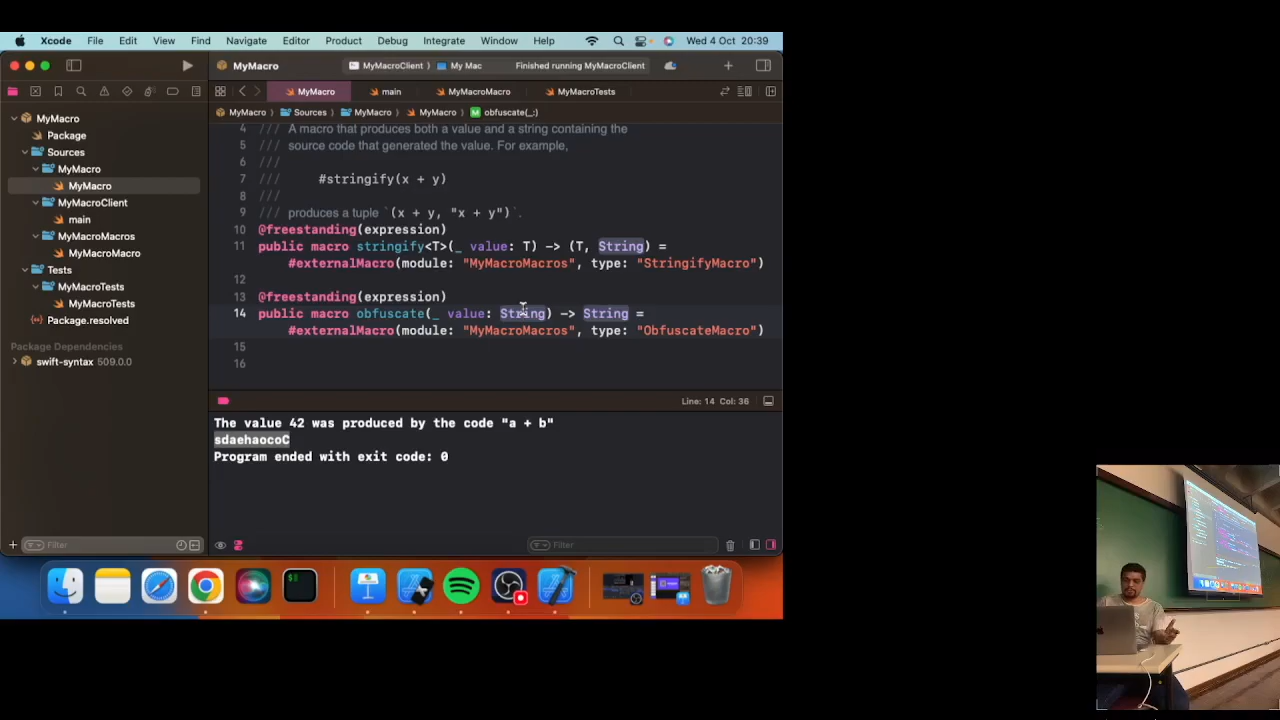 Xcode File Edit View Find Navigate Editor Product Debug Integrate Window Help Wed 4 Oct 20:39
MyMacro MyMacroClient My Mac Finished running MyMacroClient
MyMacro main MyMacroMacro MyMacroTests
MyMacro Sources MyMacro MyMacro M obfuscate(_:)
MyMacro
Package
Sources
MyMacro
MyMacro
MyMacroClient
main
MyMacroMacros
MyMacroMacro
Tests
MyMacroTests
MyMacroTests
Package.resolved
Package Dependencies
swift-syntax 509.0.0
4 /// A macro that produces both a value and a string containing the
5 /// source code that generated the value. For example,
6 ///
7 /// #stringify(x + y)
8 ///
9 /// produces a tuple `(x + y, "x + y")`.
10 @freestanding(expression)
11 public macro stringify<T>(_ value: T) -> (T, String) =
#externalMacro(module: "MyMacroMacros", type: "StringifyMacro")
12
13 @freestanding(expression)
14 public macro obfuscate(_ value: String) -> String =
#externalMacro(module: "MyMacroMacros", type: "ObfuscateMacro")
15
16
Line: 14 Col: 36
The value 42 was produced by the code "a + b"
sdaehaocoC
Program ended with exit code: 0
Filter
Filter